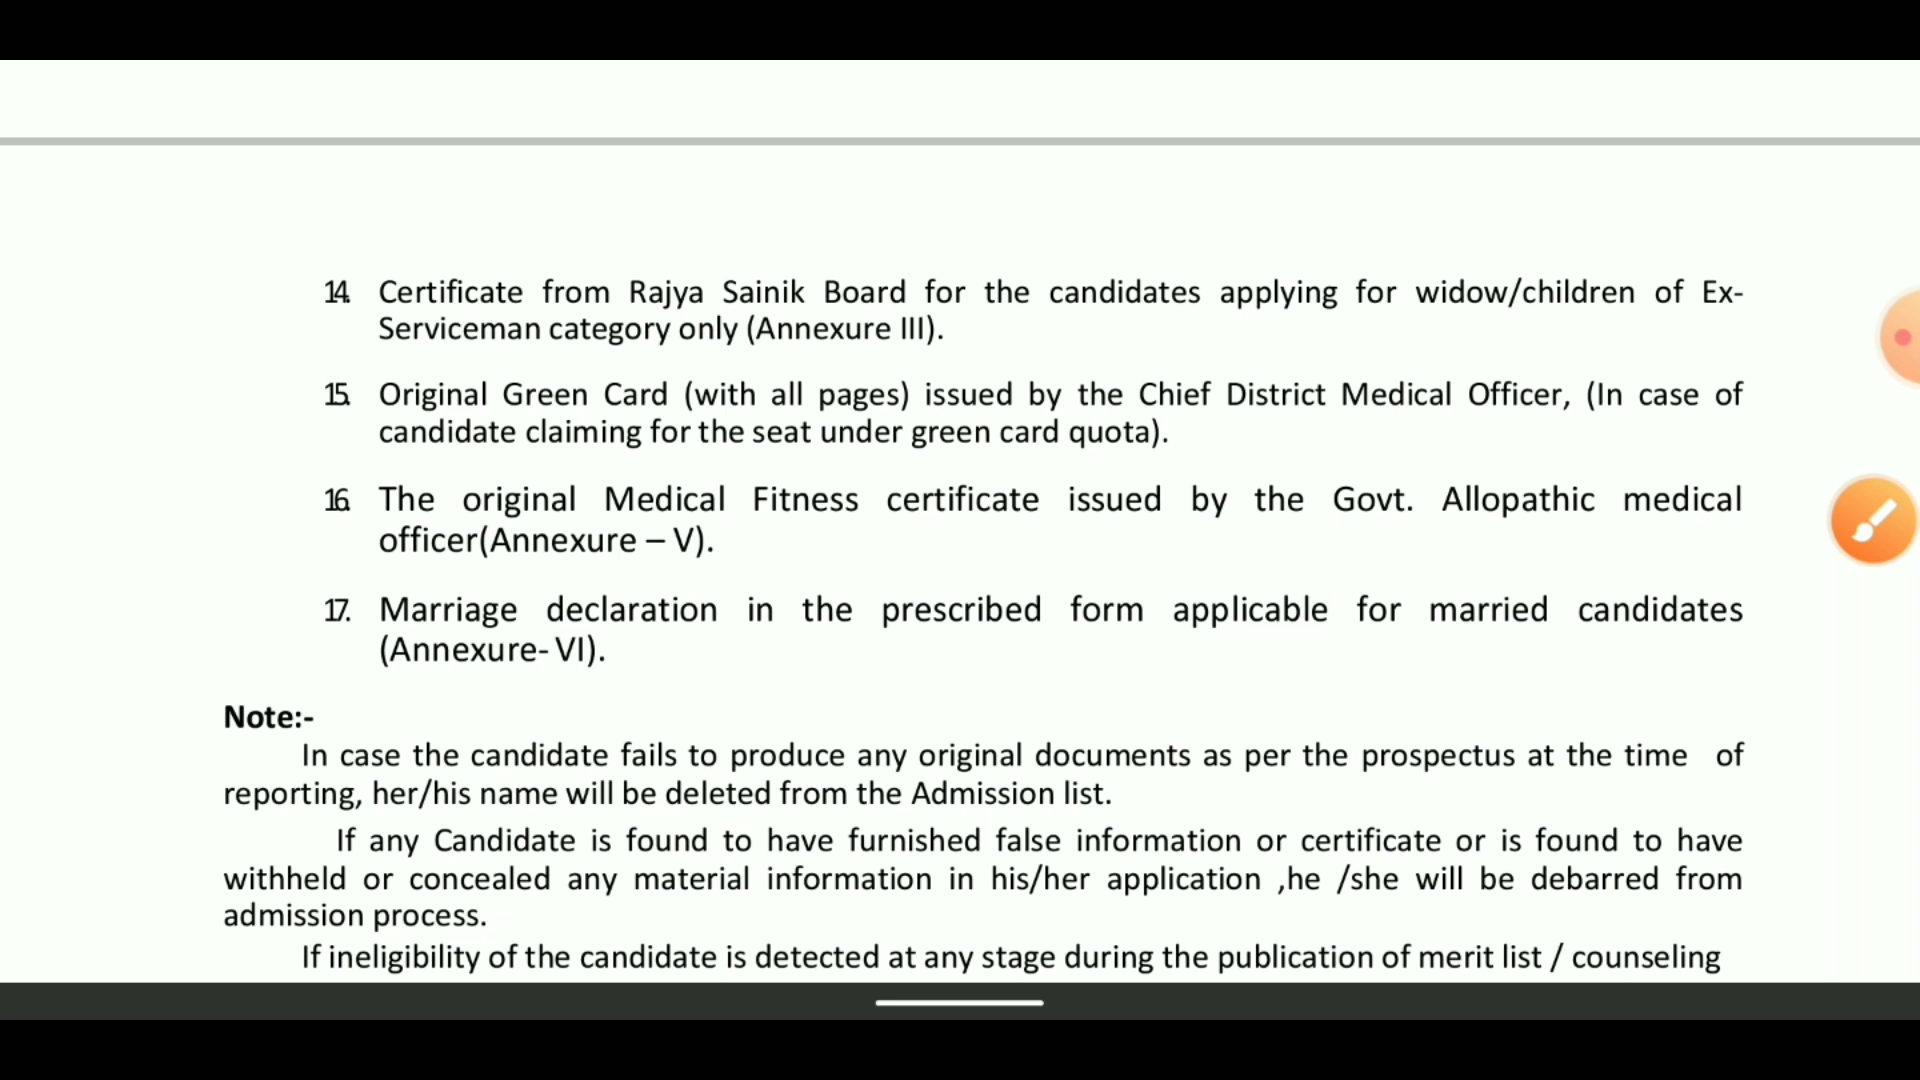 14. Certificate from Rajya Sainik Board for the candidates applying for widow/children of Ex-
Serviceman category only (Annexure III).
15. Original Green Card (with all pages) issued by the Chief District Medical Officer, (In case of
candidate claiming for the seat under green card quota).
16. The original Medical Fitness certificate issued by the Govt. Allopathic medical
officer(Annexure – V).
17. Marriage declaration in the prescribed form applicable for married candidates
(Annexure- VI).
Note:-
In case the candidate fails to produce any original documents as per the prospectus at the time of
reporting, her/his name will be deleted from the Admission list.
If any Candidate is found to have furnished false information or certificate or is found to have
withheld or concealed any material information in his/her application ,he /she will be debarred from
admission process.
If ineligibility of the candidate is detected at any stage during the publication of merit list / counseling